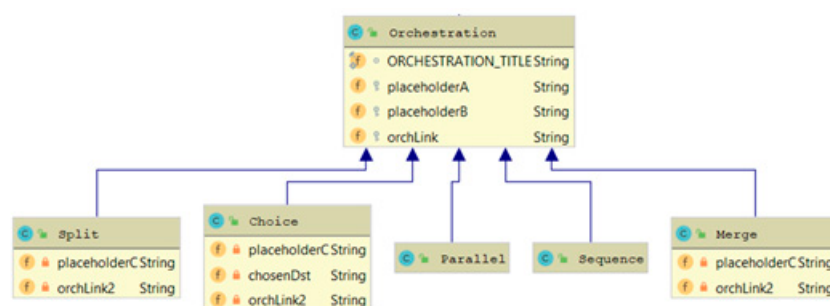 Orchestration
ORCHESTRATION_TITLE String
placeholderA String
placeholderB String
orchLink String
Split
placeholderC String
orchLink2 String
Choice
placeholderC String
chosenDst String
orchLink2 String
Parallel
Sequence
Merge
placeholderC String
orchLink2 String